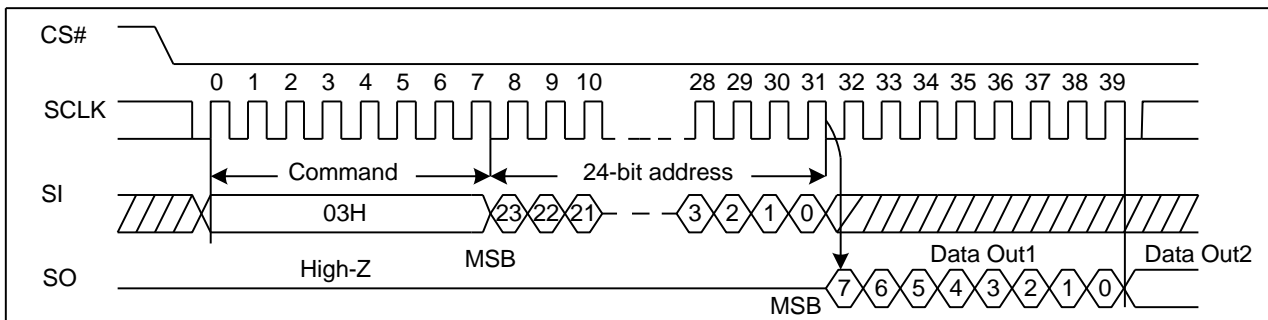 CS#
0 1 2 3 4 5 6 7 8 9 10 28 29 30 31 32 33 34 35 36 37 38 39
SCLK
Command 24-bit address
SI
03H 23 22 21 3 2 1 0
High-Z MSB Data Out1 Data Out2
SO
MSB 7 6 5 4 3 2 1 0